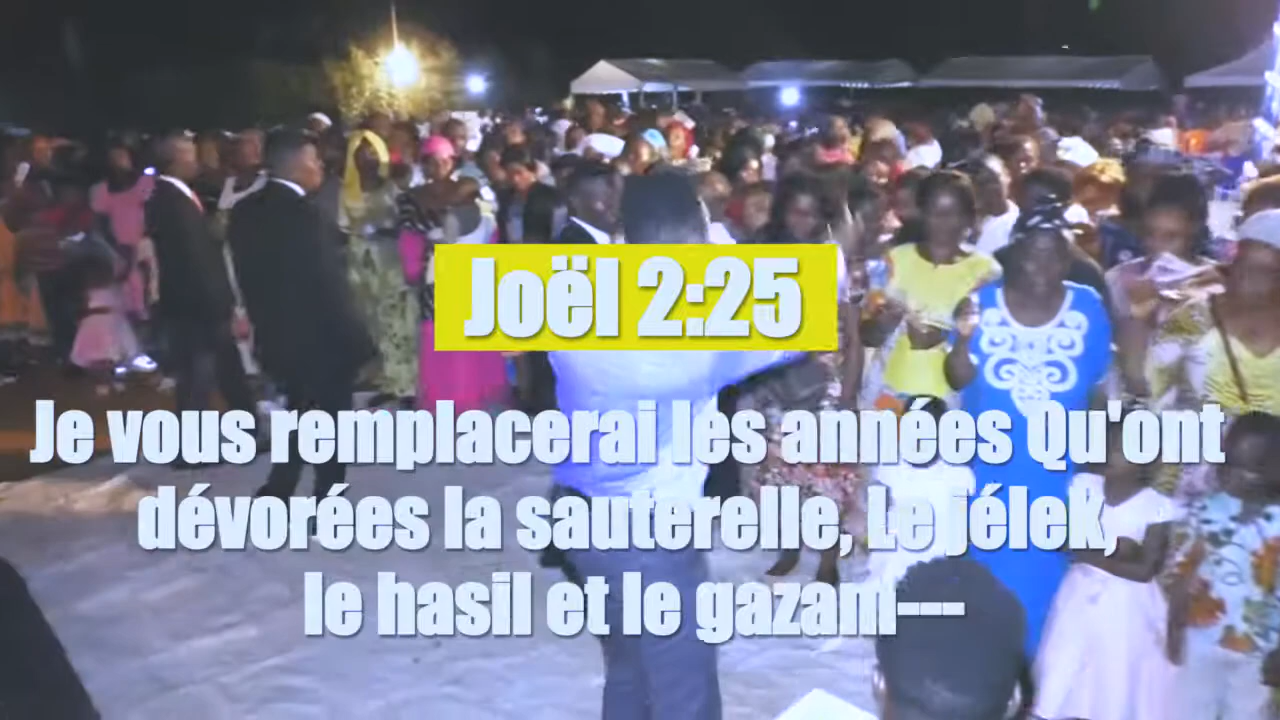 Joël 2:25
Je vous remplacerai les années Qu'ont
dévorées la sauterelle, Le jélek,
le hasil et le gazam---